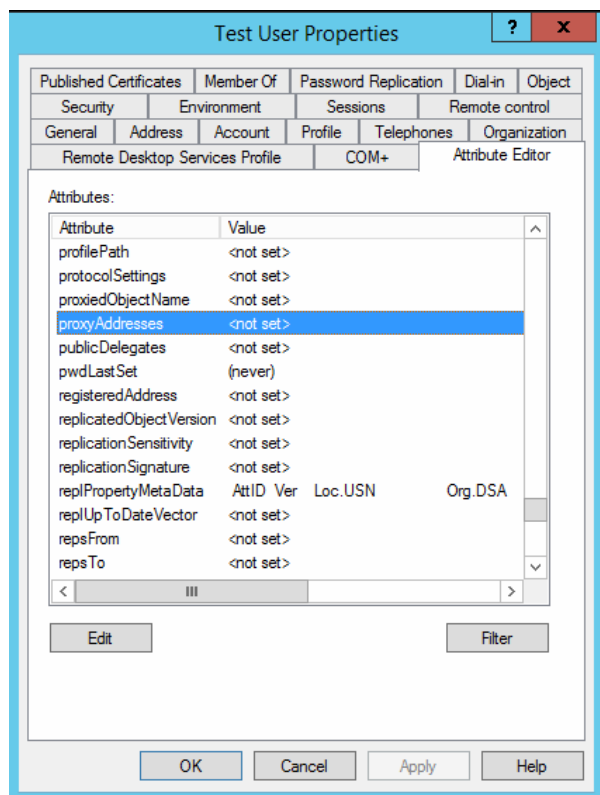 Test User Properties
? x
Published Certificates Member Of Password Replication Dial-in Object
Security Environment Sessions Remote control
General Address Account Profile Telephones Organization
Remote Desktop Services Profile COM+ Attribute Editor
Attributes:
Attribute Value
profilePath <not set>
protocolSettings <not set>
proxiedObjectName <not set>
proxyAddresses <not set>
publicDelegates <not set>
pwdLastSet (never)
registeredAddress <not set>
replicatedObjectVersion <not set>
replicationSensitivity <not set>
replicationSignature <not set>
replPropertyMetaData AttID Ver Loc.USN Org.DSA
replUpToDateVector <not set>
repsFrom <not set>
repsTo <not set>
Edit Filter
OK Cancel Apply Help